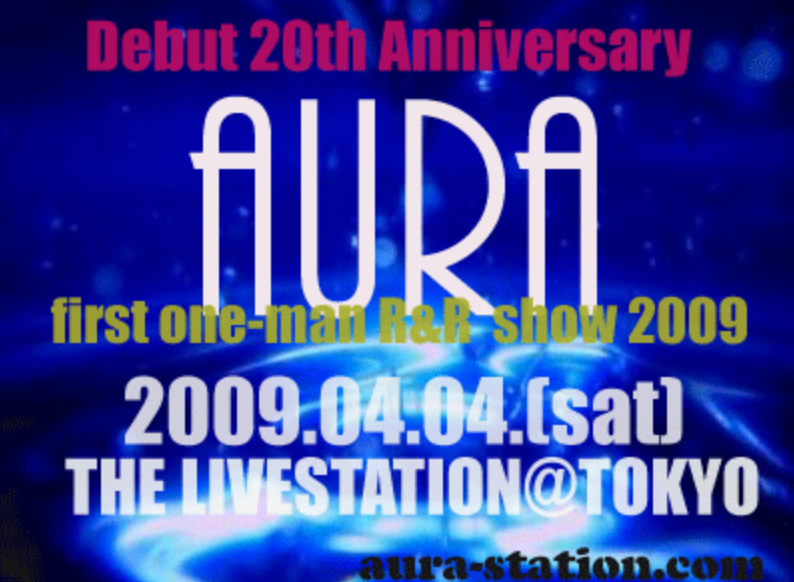 Debut 20th Anniversary
AURA
first one-man R&R show 2009
2009.04.04.(sat)
THE LIVESTATION@TOKYO
aura-station.com